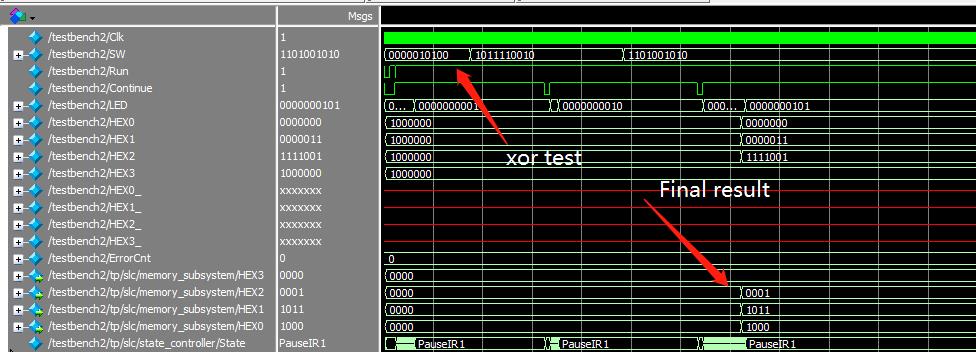 Msgs
/testbench2/Clk 1
/testbench2/SW 1101001010 0000010100 1011110010 1101001010
/testbench2/Run 1
/testbench2/Continue 1
/testbench2/LED 0000000101 0... 0000000001 0000000010 000... 0000000101
/testbench2/HEX0 0000000 1000000 0000000
/testbench2/HEX1 0000011 1000000 0000011
/testbench2/HEX2 1111001 1000000 1111001
xor test
/testbench2/HEX3 1000000 1000000
/testbench2/HEX0_ xxxxxxx
Final result
/testbench2/HEX1_ xxxxxxx
/testbench2/HEX2_ xxxxxxx
/testbench2/HEX3_ xxxxxxx
/testbench2/ErrorCnt 0 0
/testbench2/tp/slc/memory_subsystem/HEX3 0000 0000
/testbench2/tp/slc/memory_subsystem/HEX2 0001 0000 0001
/testbench2/tp/slc/memory_subsystem/HEX1 1011 0000 1011
/testbench2/tp/slc/memory_subsystem/HEX0 1000 0000 1000
/testbench2/tp/slc/state_controller/State PauseIR1 PauseIR1 PauseIR1 PauseIR1